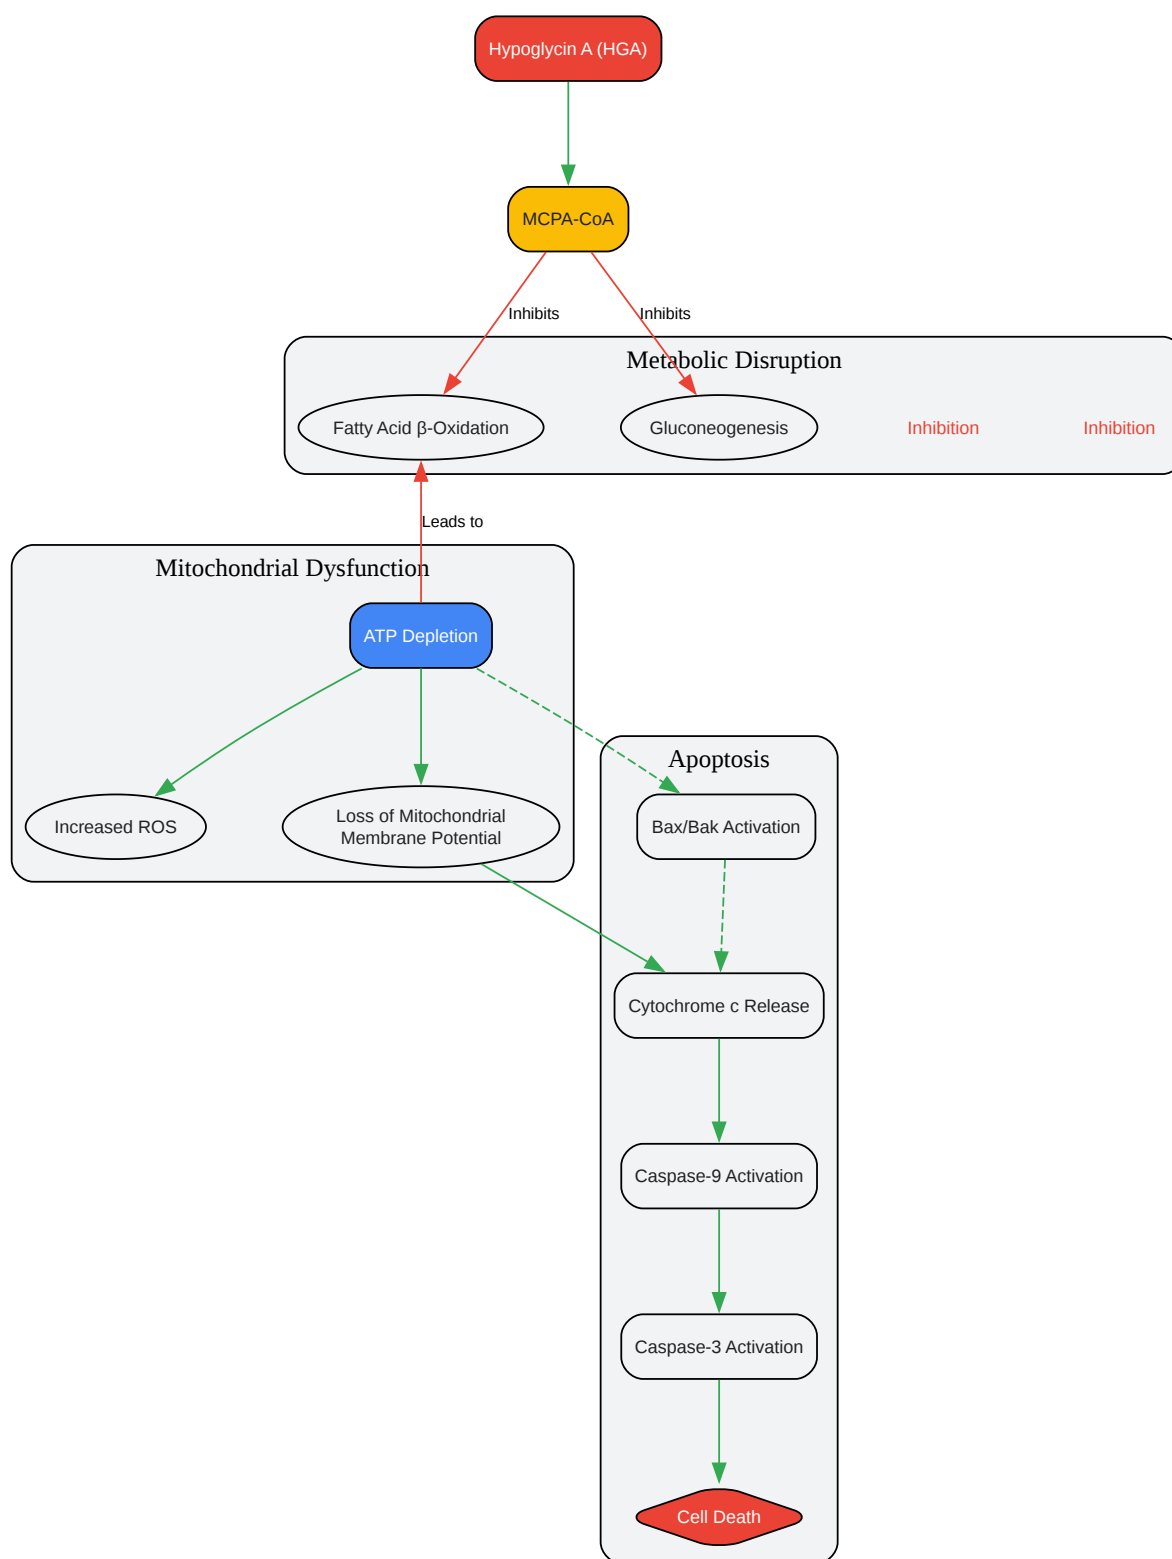 Hypoglycin A (HGA)
MCPA-CoA
Inhibits
Inhibits
Metabolic Disruption
Fatty Acid β-Oxidation
Gluconeogenesis
Inhibition
Inhibition
Leads to
Mitochondrial Dysfunction
ATP Depletion
Apoptosis
Increased ROS
Loss of Mitochondrial
Membrane Potential
Bax/Bak Activation
Cytochrome c Release
Caspase-9 Activation
Caspase-3 Activation
Cell Death